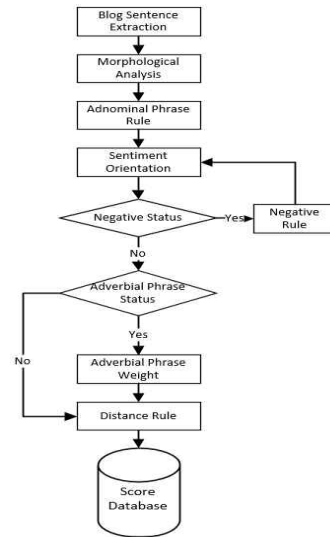 Blog Sentence
Extraction
Morphological
Analysis
Adnominal Phrase
Rule
Sentiment
Orientation
Negative Status
Yes
Negative
Rule
No
Adverbial Phrase
Status
Yes
No
Adverbial Phrase
Weight
Distance Rule
Score
Database